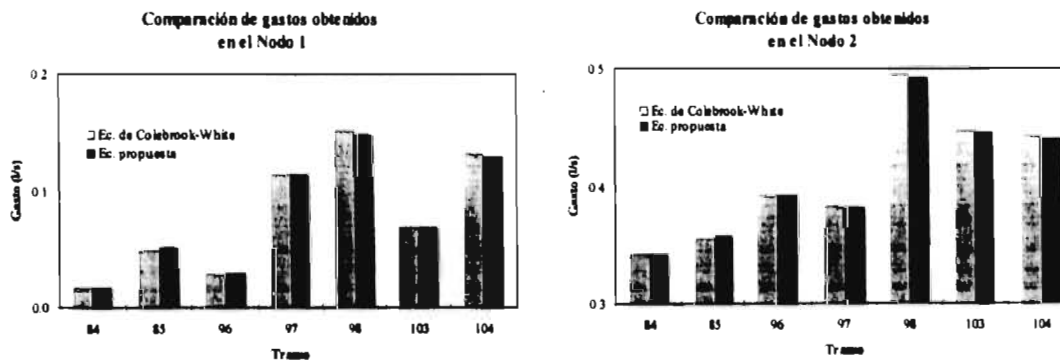 Comparación de gastos obtenidos
en el Nodo 1
0.2
0.1
0.0
Gasto (l/s)
Ec. de Colebrook-White
Ec. propuesta
84 85 96 97 98 103 104
Tramo
Comparación de gastos obtenidos
en el Nodo 2
0.5
0.4
0.3
Gasto (l/s)
Ec. de Colebrook-White
Ec. propuesta
84 85 96 97 98 103 104
Tramo